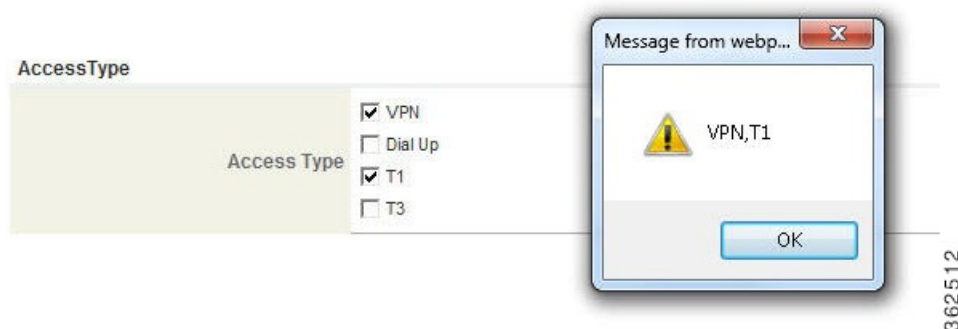 AccessType
Access Type
VPN
Dial Up
T1
T3
Message from webp...
VPN,T1
OK
362512